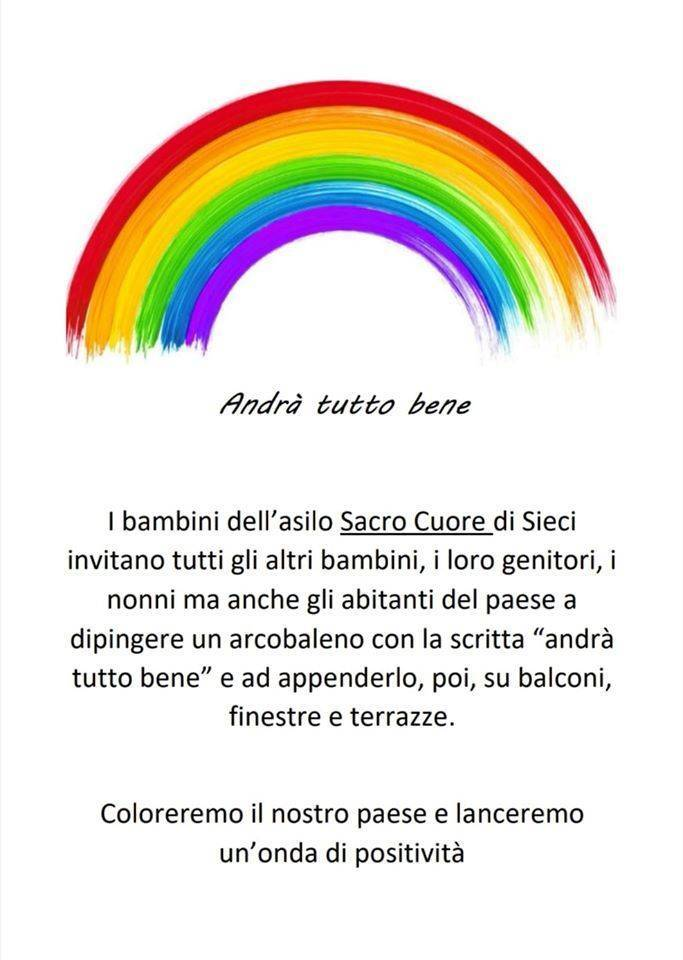 Andrà tutto bene
I bambini dell’asilo Sacro Cuore di Sieci
invitano tutti gli altri bambini, i loro genitori, i
nonni ma anche gli abitanti del paese a
dipingere un arcobaleno con la scritta “andrà
tutto bene” e ad appenderlo, poi, su balconi,
finestre e terrazze.
Coloreremo il nostro paese e lanceremo
un’onda di positività